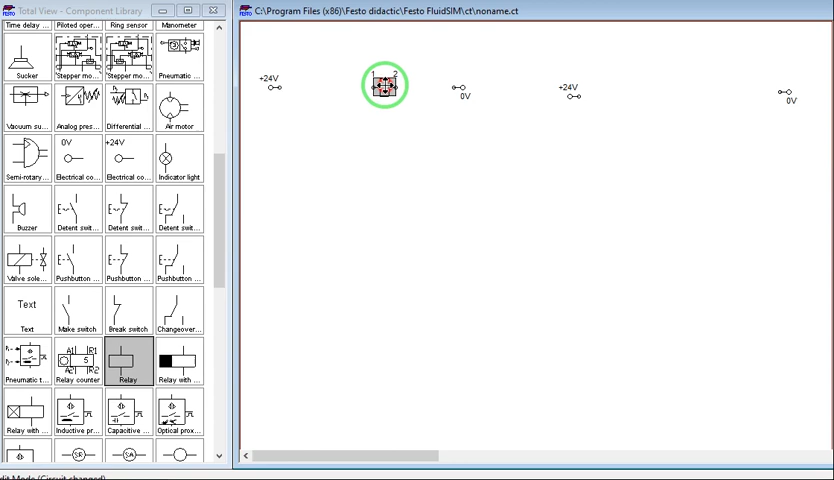 Total View - Component Library
C:\Program Files (x86)\Festo didactic\Festo FluidSIM\ct\noname.ct
Time delay ...
Piloted oper...
Ring sensor
Manometer
Sucker
Stepper mo...
Stepper mo...
Pneumatic ...
Vacuum su...
Analog pres...
Differential ...
Air motor
0V
+24V
Semi-rotary...
Electrical co...
Electrical co...
Indicator light
Buzzer
Detent swit...
Detent swit...
Detent swit...
Valve sole...
Pushbutton ...
Pushbutton ...
Pushbutton ...
Text
Text
Make switch
Break switch
Changeover...
A1
R1
5
A2
R2
Pneumatic t...
Relay counter
Relay
Relay with ...
Relay with ...
Inductive pr...
Capacitive ...
Optical prox...
SR
SA
+24V
1
2
0V
+24V
0V
dit Mode (Circuit changed)